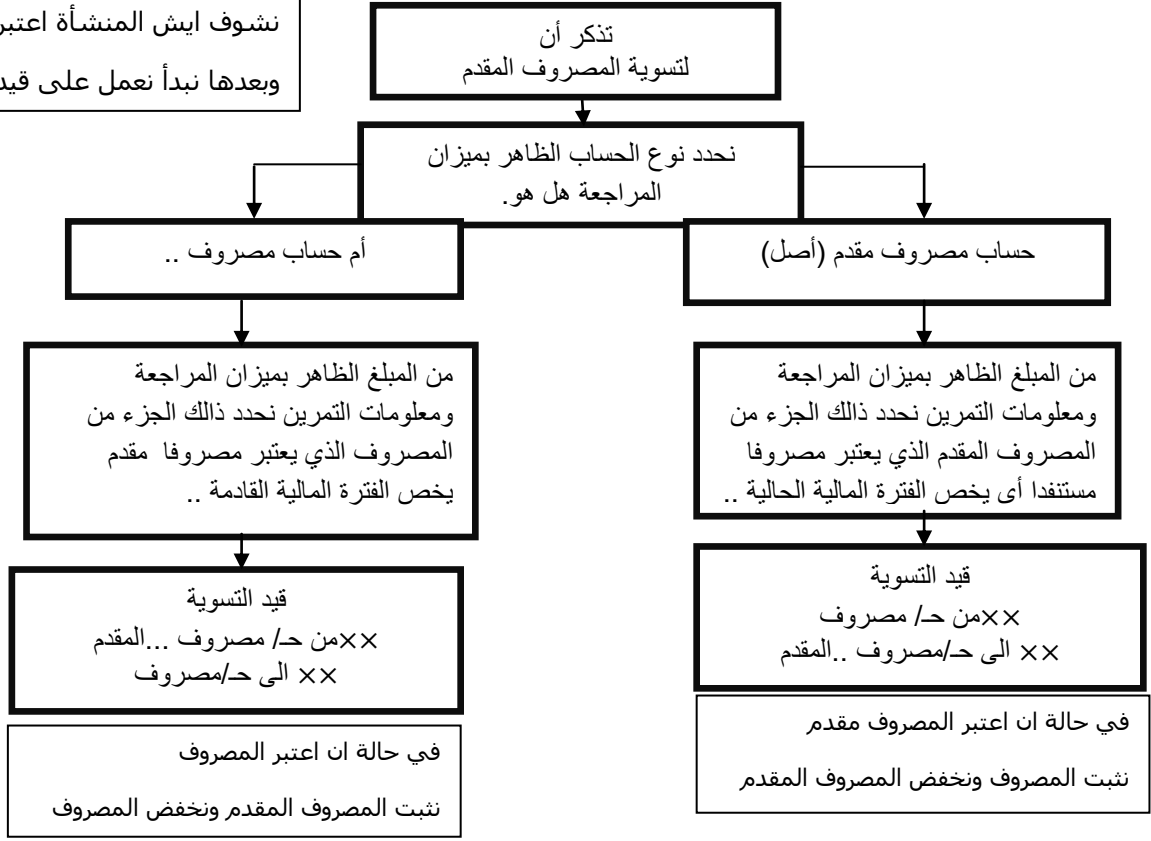 نشوف ايش المنشأة اعتبر
وبعدها نبدأ نعمل على قيد
تذكر أن
لتسوية المصروف المقدم
نحدد نوع الحساب الظاهر بميزان
المراجعة هل هو.
حساب مصروف مقدم (أصل)
أم حساب مصروف ..
من المبلغ الظاهر بميزان المراجعة
ومعلومات التمرين نحدد ذالك الجزء من
المصروف المقدم الذي يعتبر مصروفا
مستنفدا أى يخص الفترة المالية الحالية ..
من المبلغ الظاهر بميزان المراجعة
ومعلومات التمرين نحدد ذالك الجزء من
المصروف الذي يعتبر مصروفا مقدم
يخص الفترة المالية القادمة ..
قيد التسوية
××من حـ/ مصروف
×× الى حـ/مصروف ..المقدم
قيد التسوية
××من حـ/ مصروف ...المقدم
×× الى حـ/مصروف
في حالة ان اعتبر المصروف مقدم
نثبت المصروف ونخفض المصروف المقدم
في حالة ان اعتبر المصروف
نثبت المصروف المقدم ونخفض المصروف